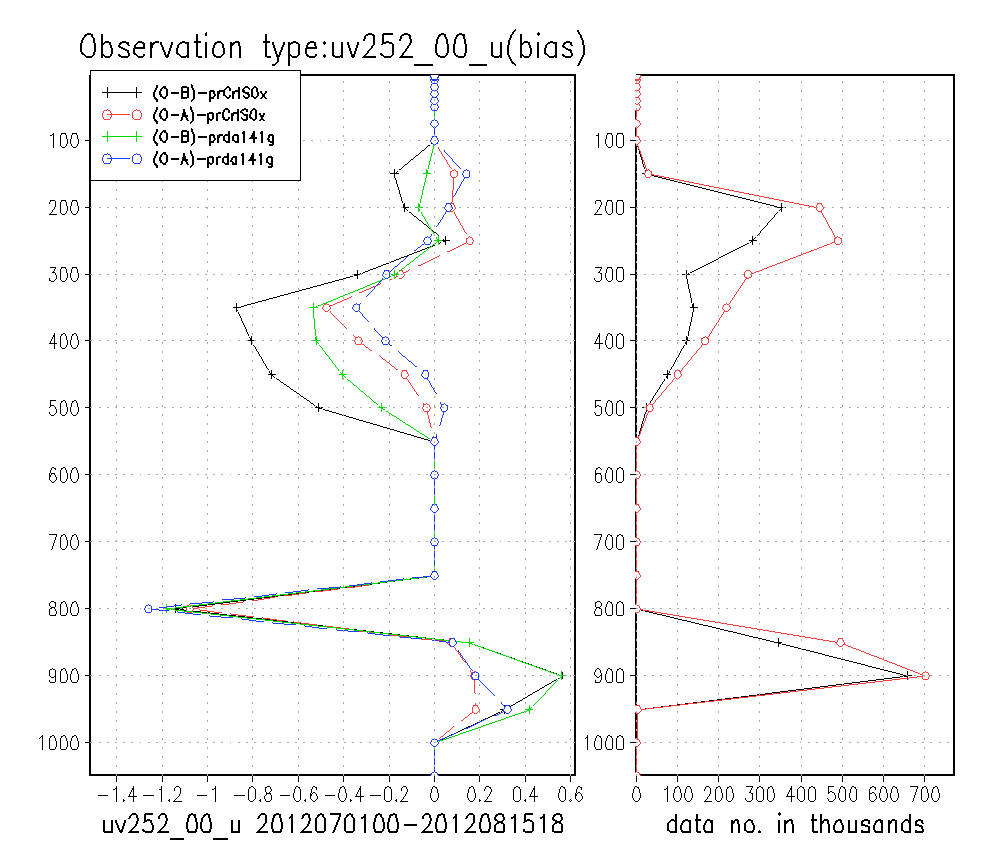 Observation type:uv252_00_u(bias)
(O-B)-prCrIS0x
(O-A)-prCrIS0x
(O-B)-prda141g
(O-A)-prda141g
100
200
300
400
500
600
700
800
900
1000
-1.4 -1.2 -1 -0.8 -0.6 -0.4 -0.2 0 0.2 0.4 0.6
uv252_00_u 2012070100-2012081518
100
200
300
400
500
600
700
800
900
1000
0 100 200 300 400 500 600 700
data no. in thousands